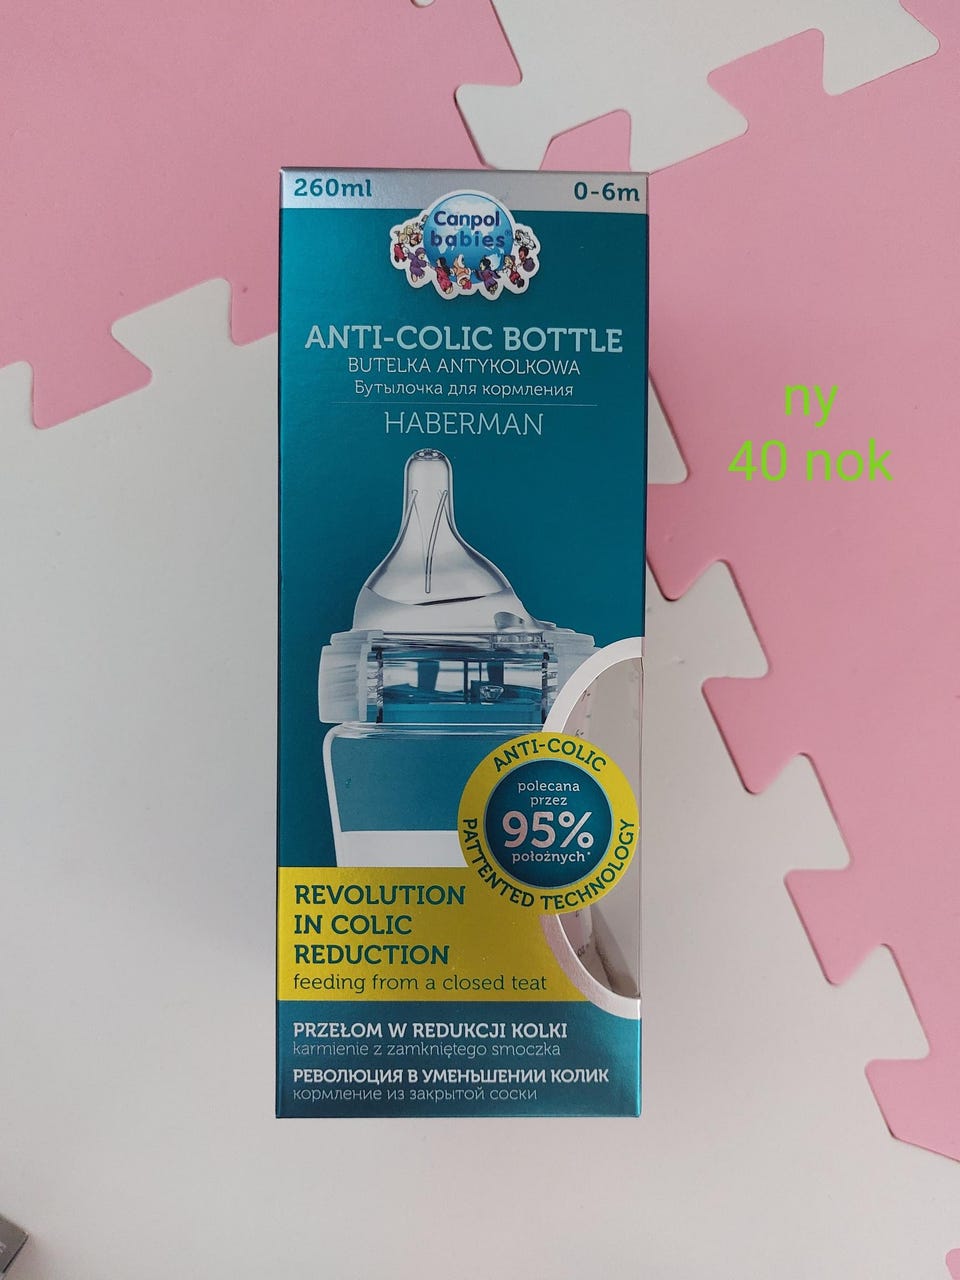 260ml 0-6m
Canpol
babies®
ANTI-COLIC BOTTLE
BUTELKA ANTYKOLKOWA
Бутылочка для кормления
HABERMAN
ny
40 nok
ANTI-COLIC
polecana
przez
95%
położnych*
PATTENTED TECHNOLOGY
REVOLUTION
IN COLIC
REDUCTION
feeding from a closed teat
PRZEŁOM W REDUKCJI KOLKI
karmienie z zamkniętego smoczka
РЕВОЛЮЦИЯ В УМЕНЬШЕНИИ КОЛИК
кормление из закрытой соски